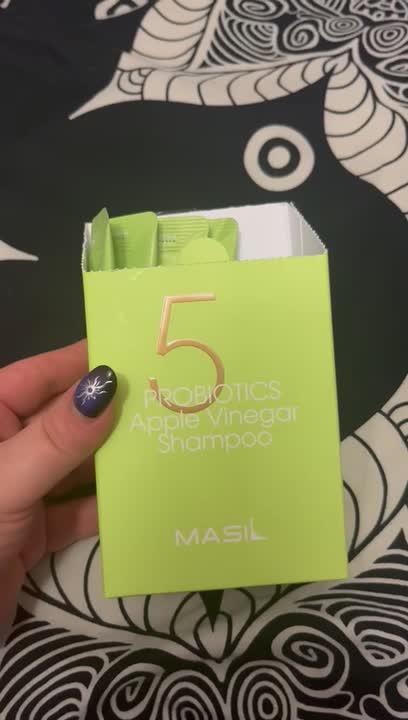 5
PROBIOTICS
Apple Vinegar
Shampoo
MASIL